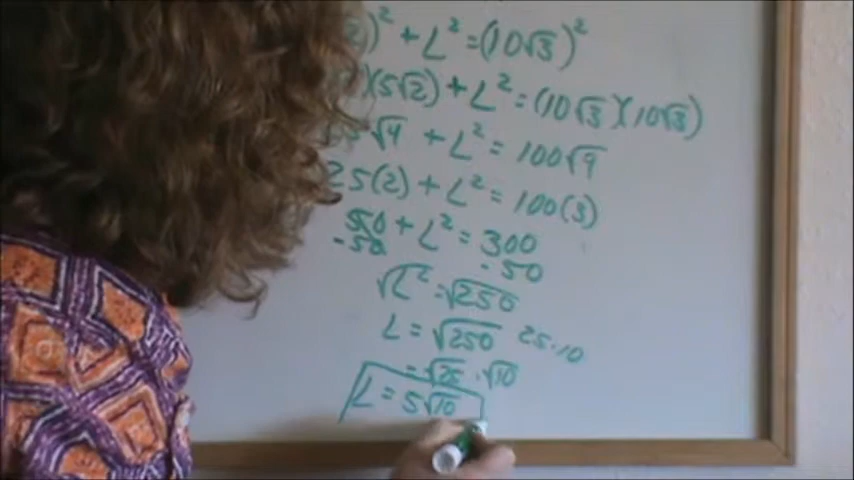 )² + L² = (10√3)²
)(5√2) + L² = (10√3)(10√3)
√4 + L² = 100√9
25(2) + L² = 100(3)
50 + L² = 300
-50 -50
√L² = √250
L = √250 25·10
= √25 · √10
L = 5√10